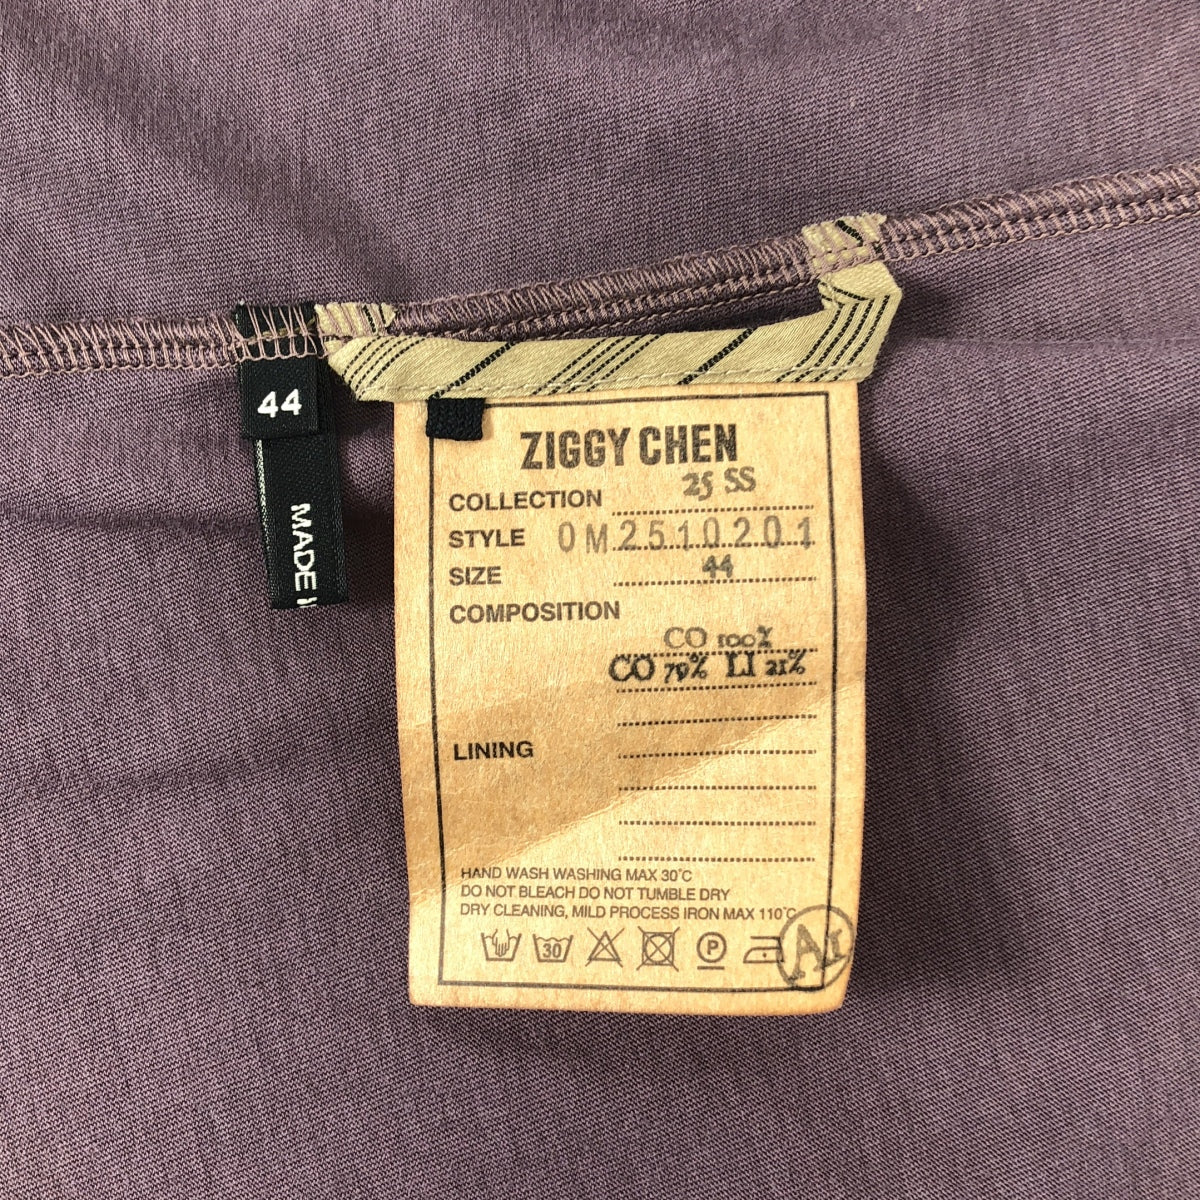 44
MADE
ZIGGY CHEN
COLLECTION 25 SS
STYLE 0M2510201
SIZE 44
COMPOSITION
CO 100%
CO 79% LI 21%
LINING
HAND WASH WASHING MAX 30°C
DO NOT BLEACH DO NOT TUMBLE DRY
DRY CLEANING, MILD PROCESS IRON MAX 110°C
30 P
A1